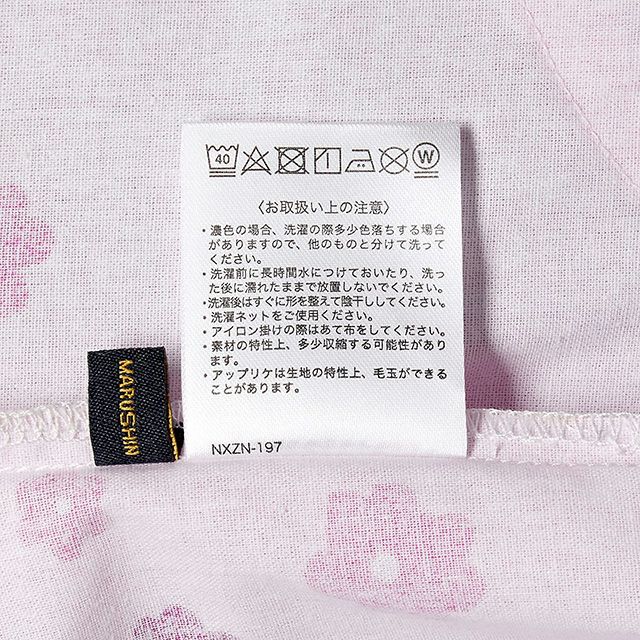 40 W
〈お取扱い上の注意〉
・濃色の場合、洗濯の際多少色落ちする場合
がありますので、他のものと分けて洗って
ください。
・洗濯前に長時間水につけておいたり、洗っ
た後に濡れたままで放置しないでください。
・洗濯後はすぐに形を整えて陰干ししてください。
・洗濯ネットをご使用ください。
・アイロン掛けの際はあて布をしてください。
・素材の特性上、多少収縮する可能性があり
ます。
・アップリケは生地の特性上、毛玉ができる
ことがあります。
MARUSHIN
NXZN-197